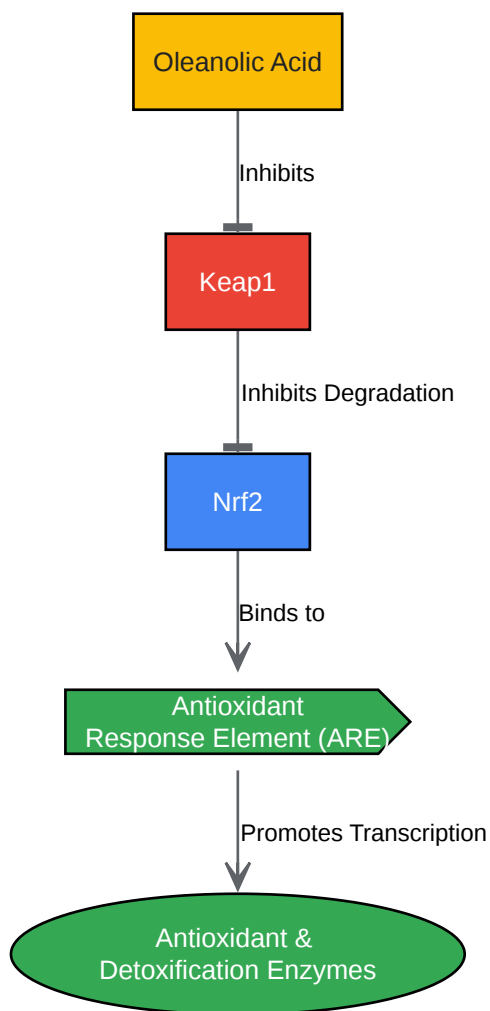 Oleanolic Acid
Inhibits
Keap1
Inhibits Degradation
Nrf2
Binds to
Antioxidant
Response Element (ARE)
Promotes Transcription
Antioxidant &
Detoxification Enzymes